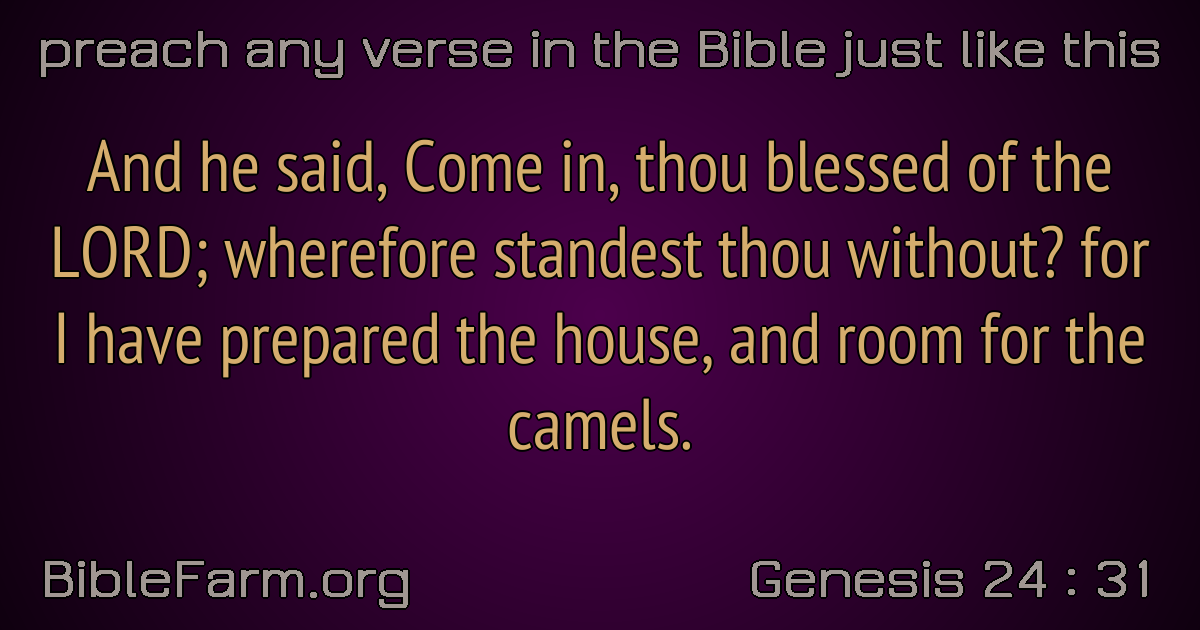 preach any verse in the Bible just like this
And he said, Come in, thou blessed of the
LORD; wherefore standest thou without? for
I have prepared the house, and room for the
camels.
BibleFarm.org
Genesis 24 : 31